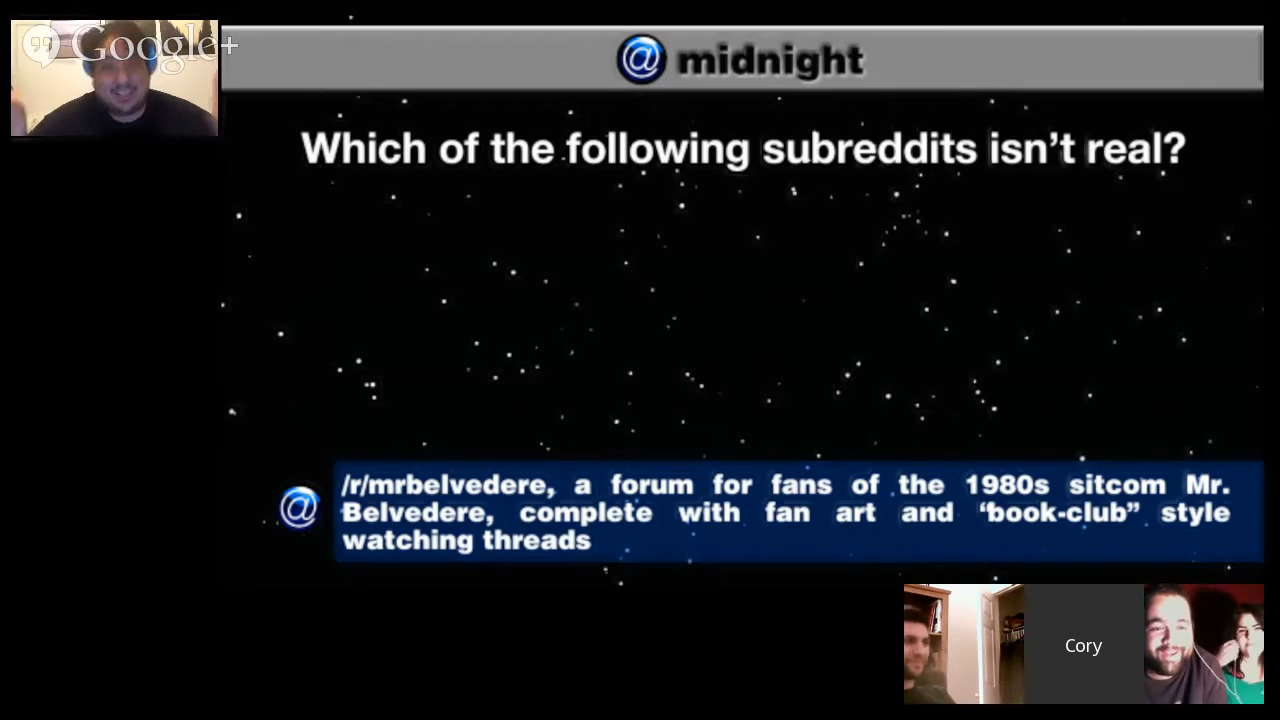 Google+
@ midnight
Which of the following subreddits isn’t real?
@
/r/mrbelvedere, a forum for fans of the 1980s sitcom Mr.
Belvedere, complete with fan art and ‘book-club” style
watching threads
Cory